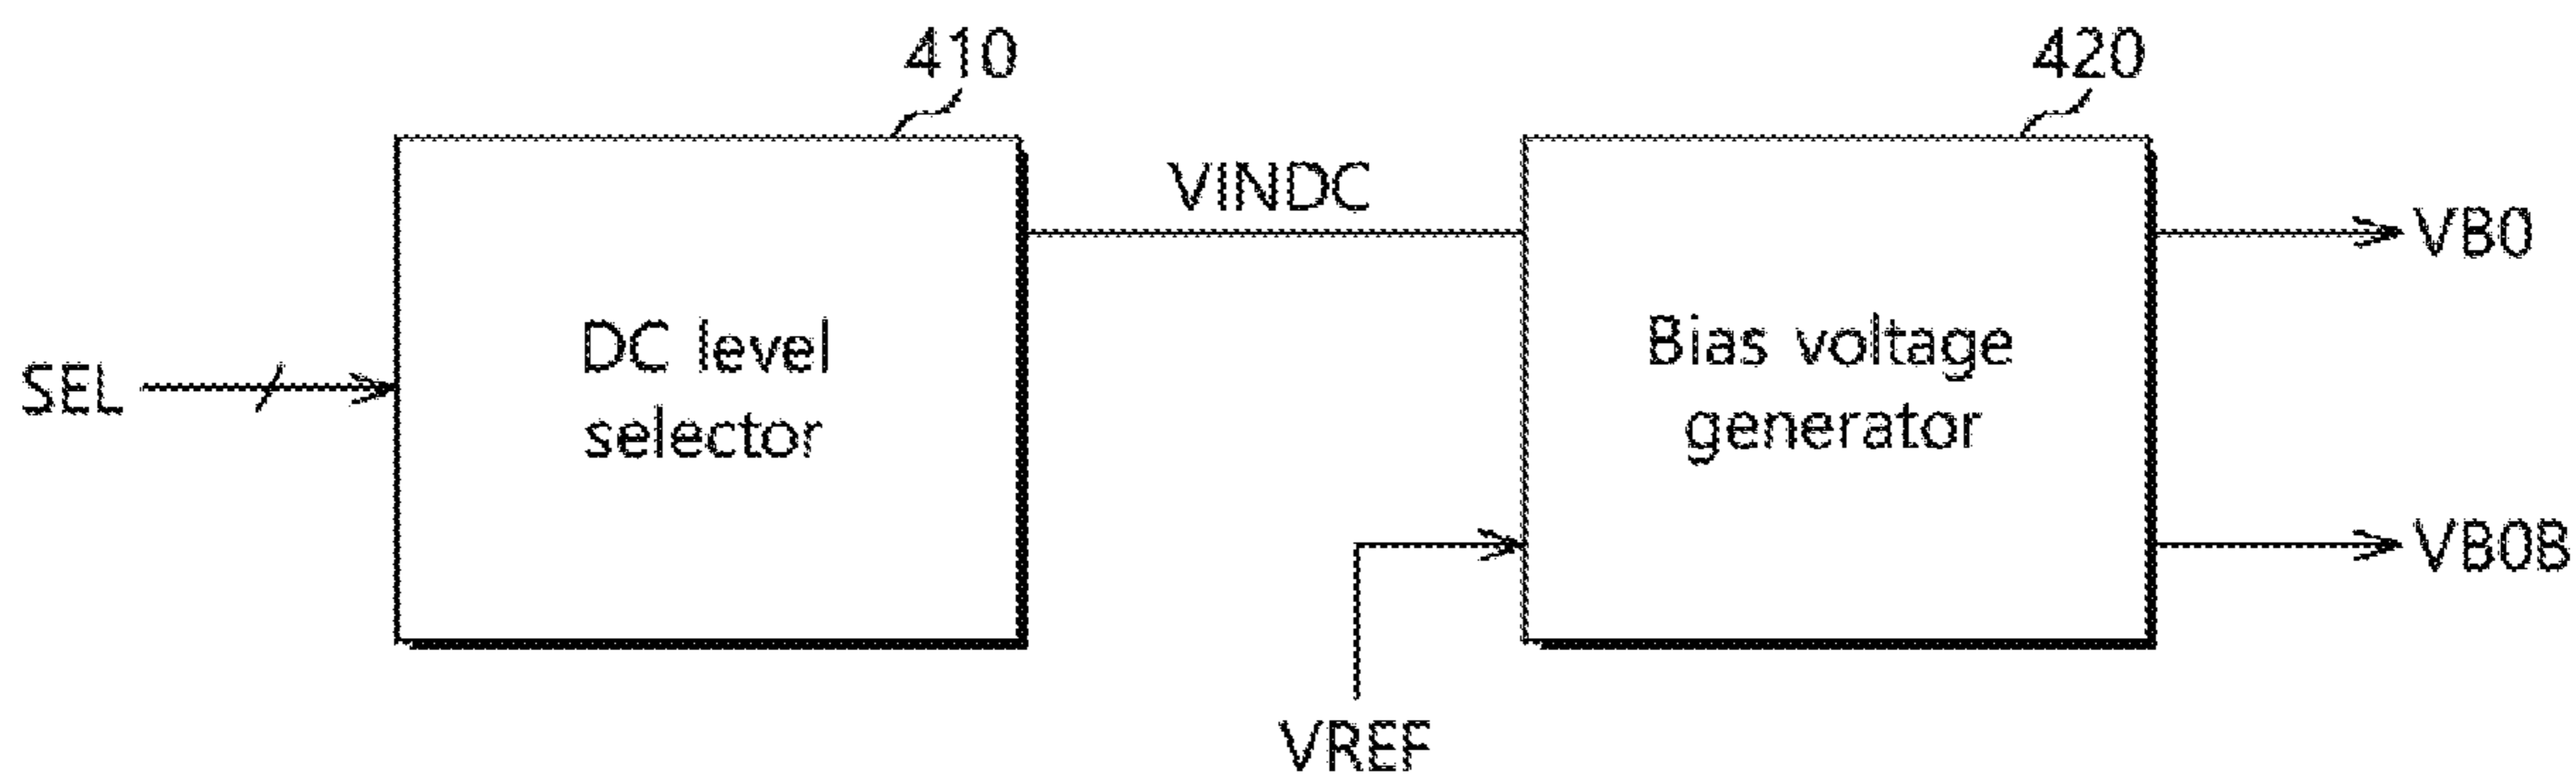 410
420
VINDC
VB0
DC level
selector
Bias voltage
generator
SEL
VB0B
VREF